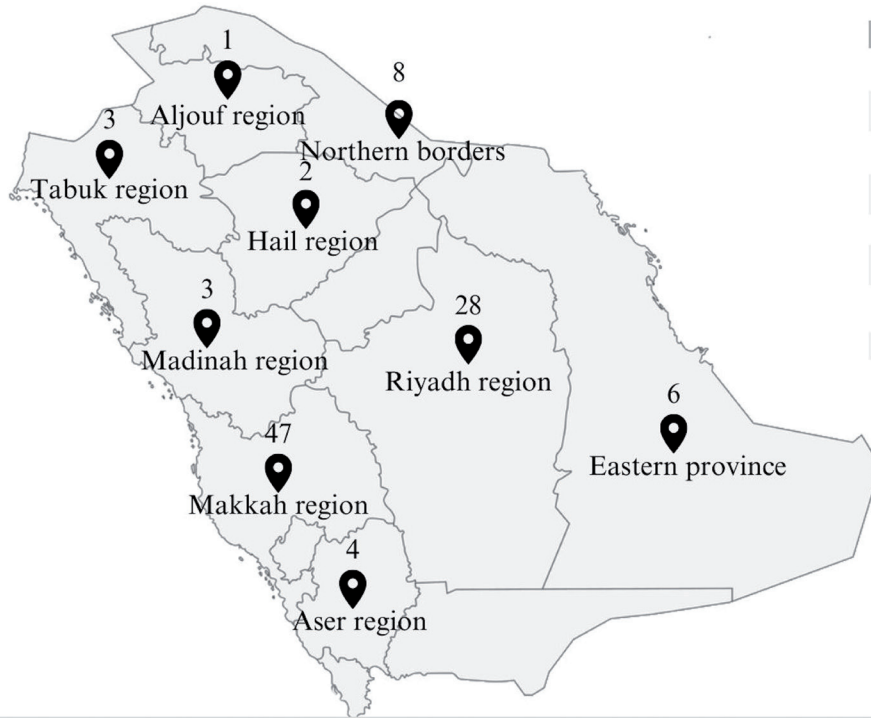 1
Aljouf region
8
Northern borders
3
Tabuk region
2
Hail region
3
Madinah region
28
Riyadh region
6
Eastern province
47
Makkah region
4
Aser region